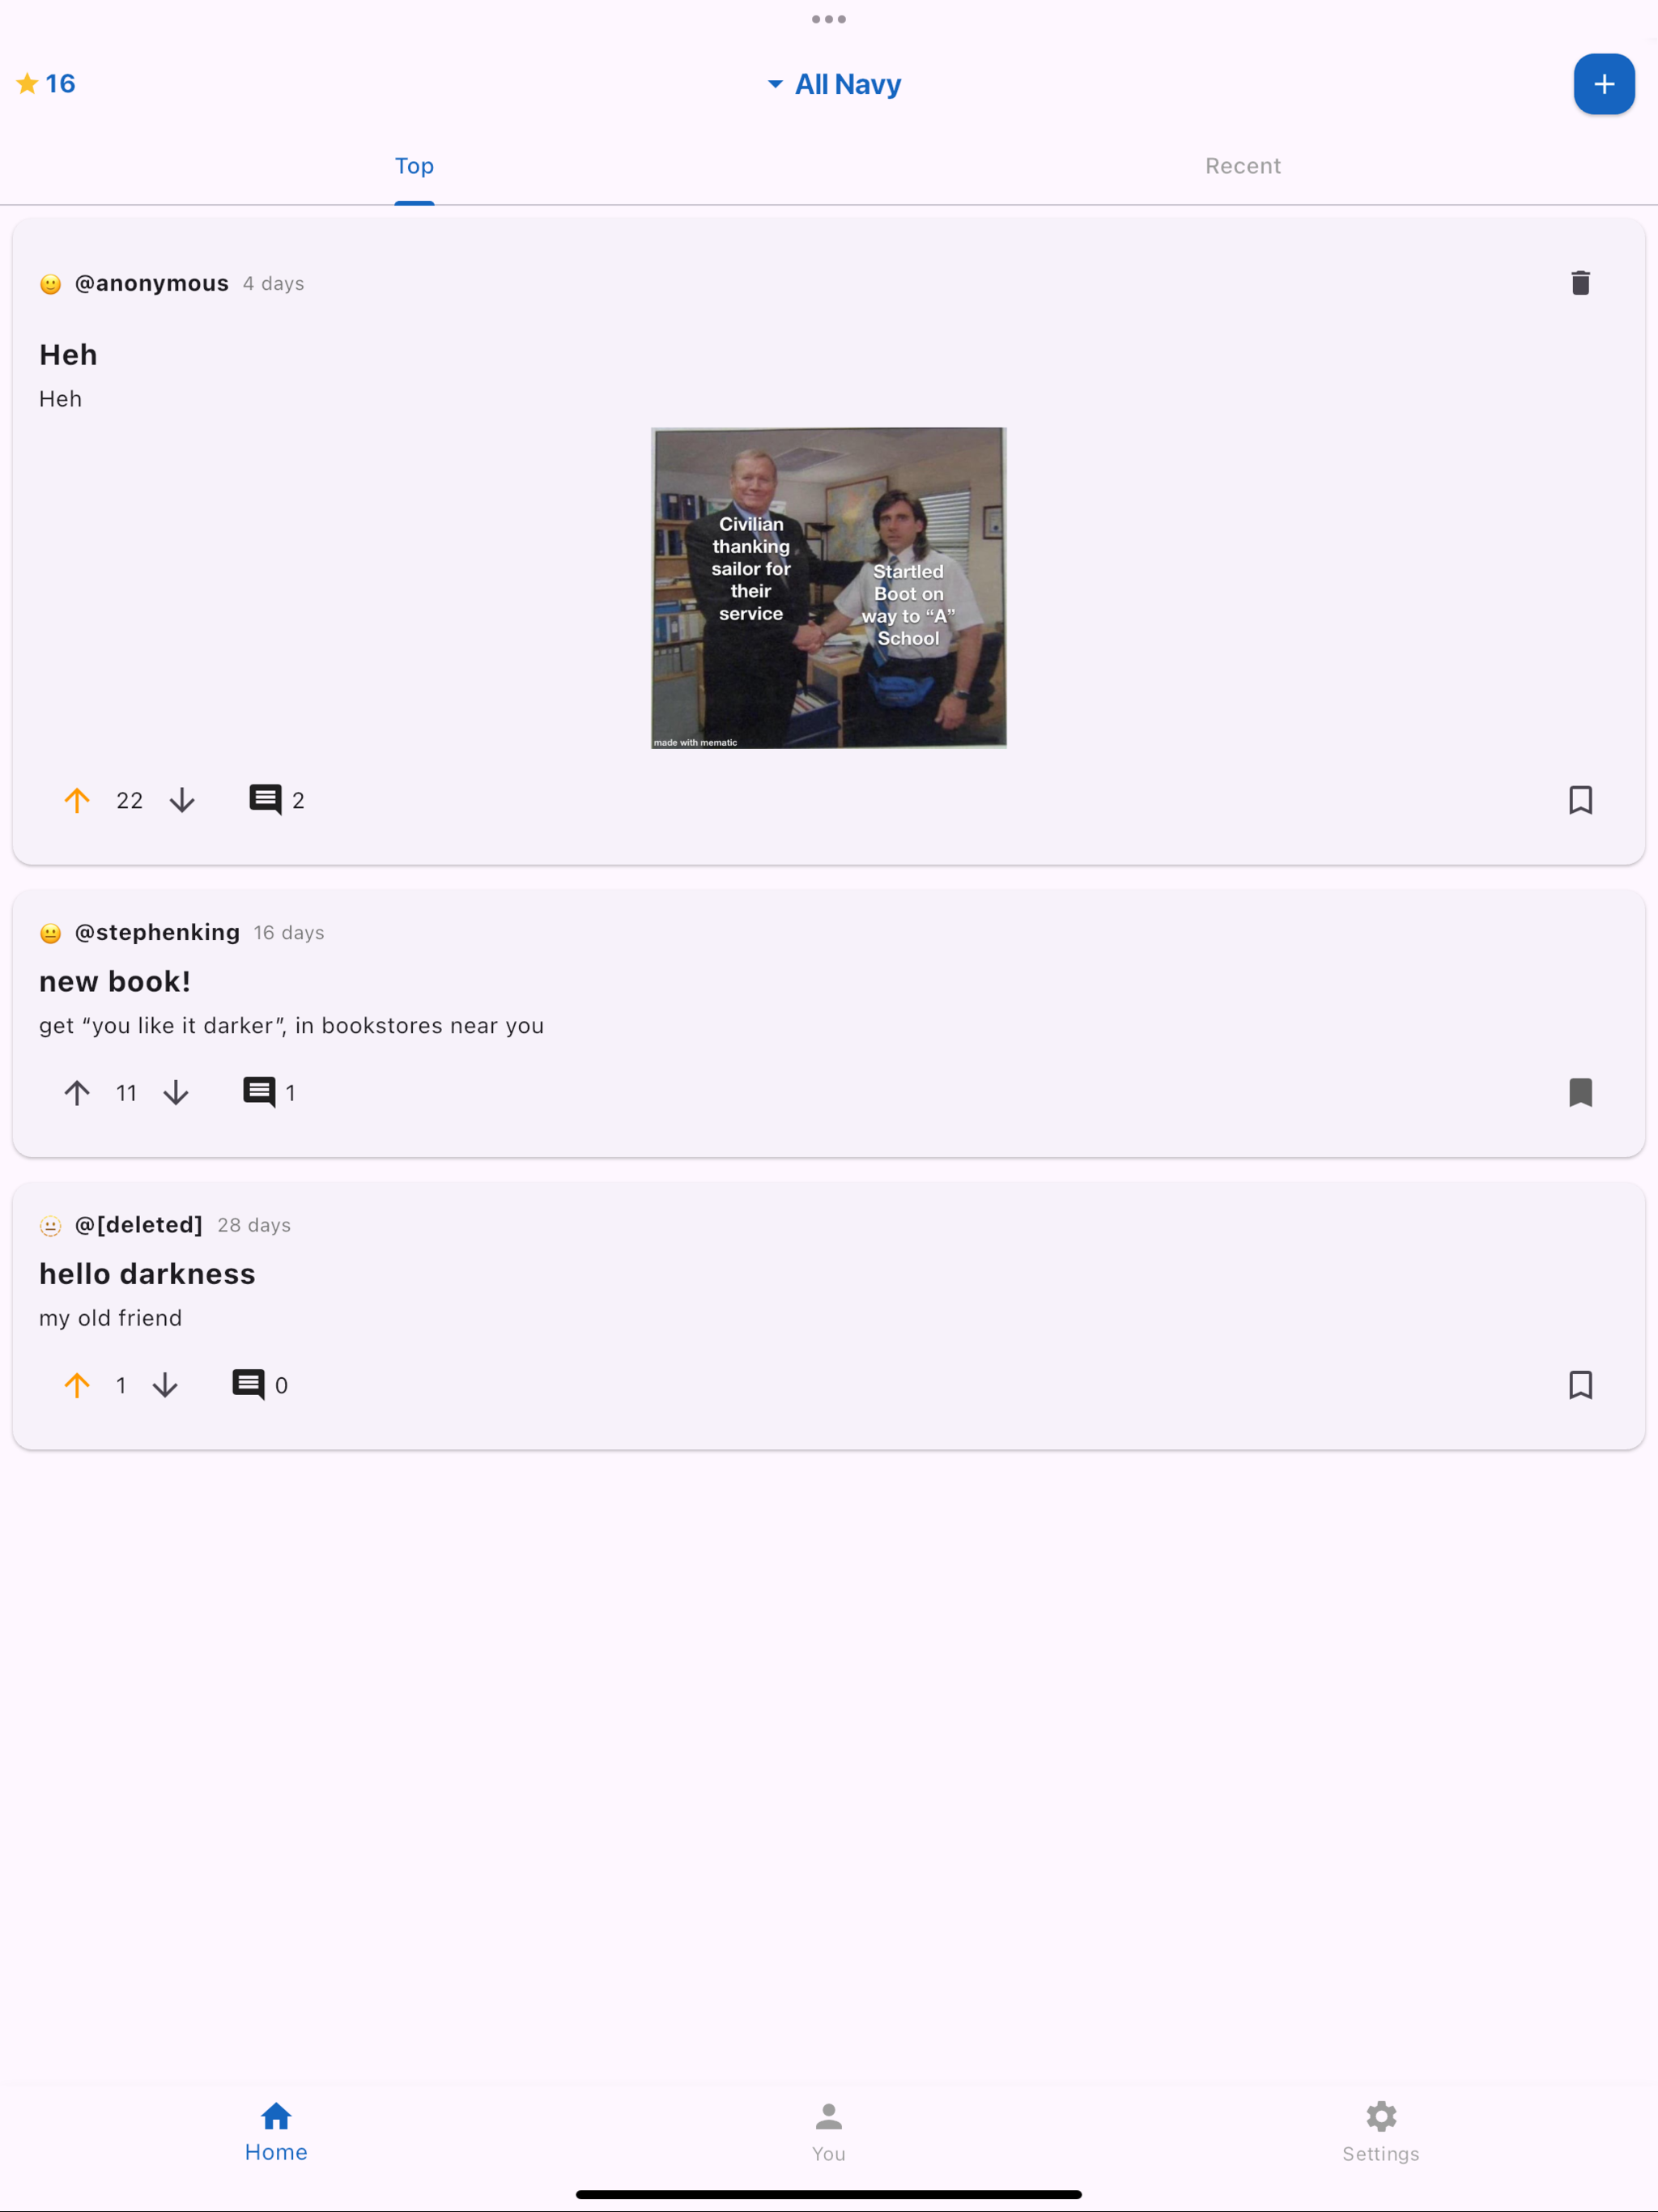 16
All Navy
Top
Recent
@anonymous 4 days
Heh
Heh
Civilian
thanking
sailor for
their
service
Startled
Boot on
way to “A”
School
made with mematic
22
2
@stephenking 16 days
new book!
get “you like it darker”, in bookstores near you
11
1
@[deleted] 28 days
hello darkness
my old friend
1
0
Home
You
Settings